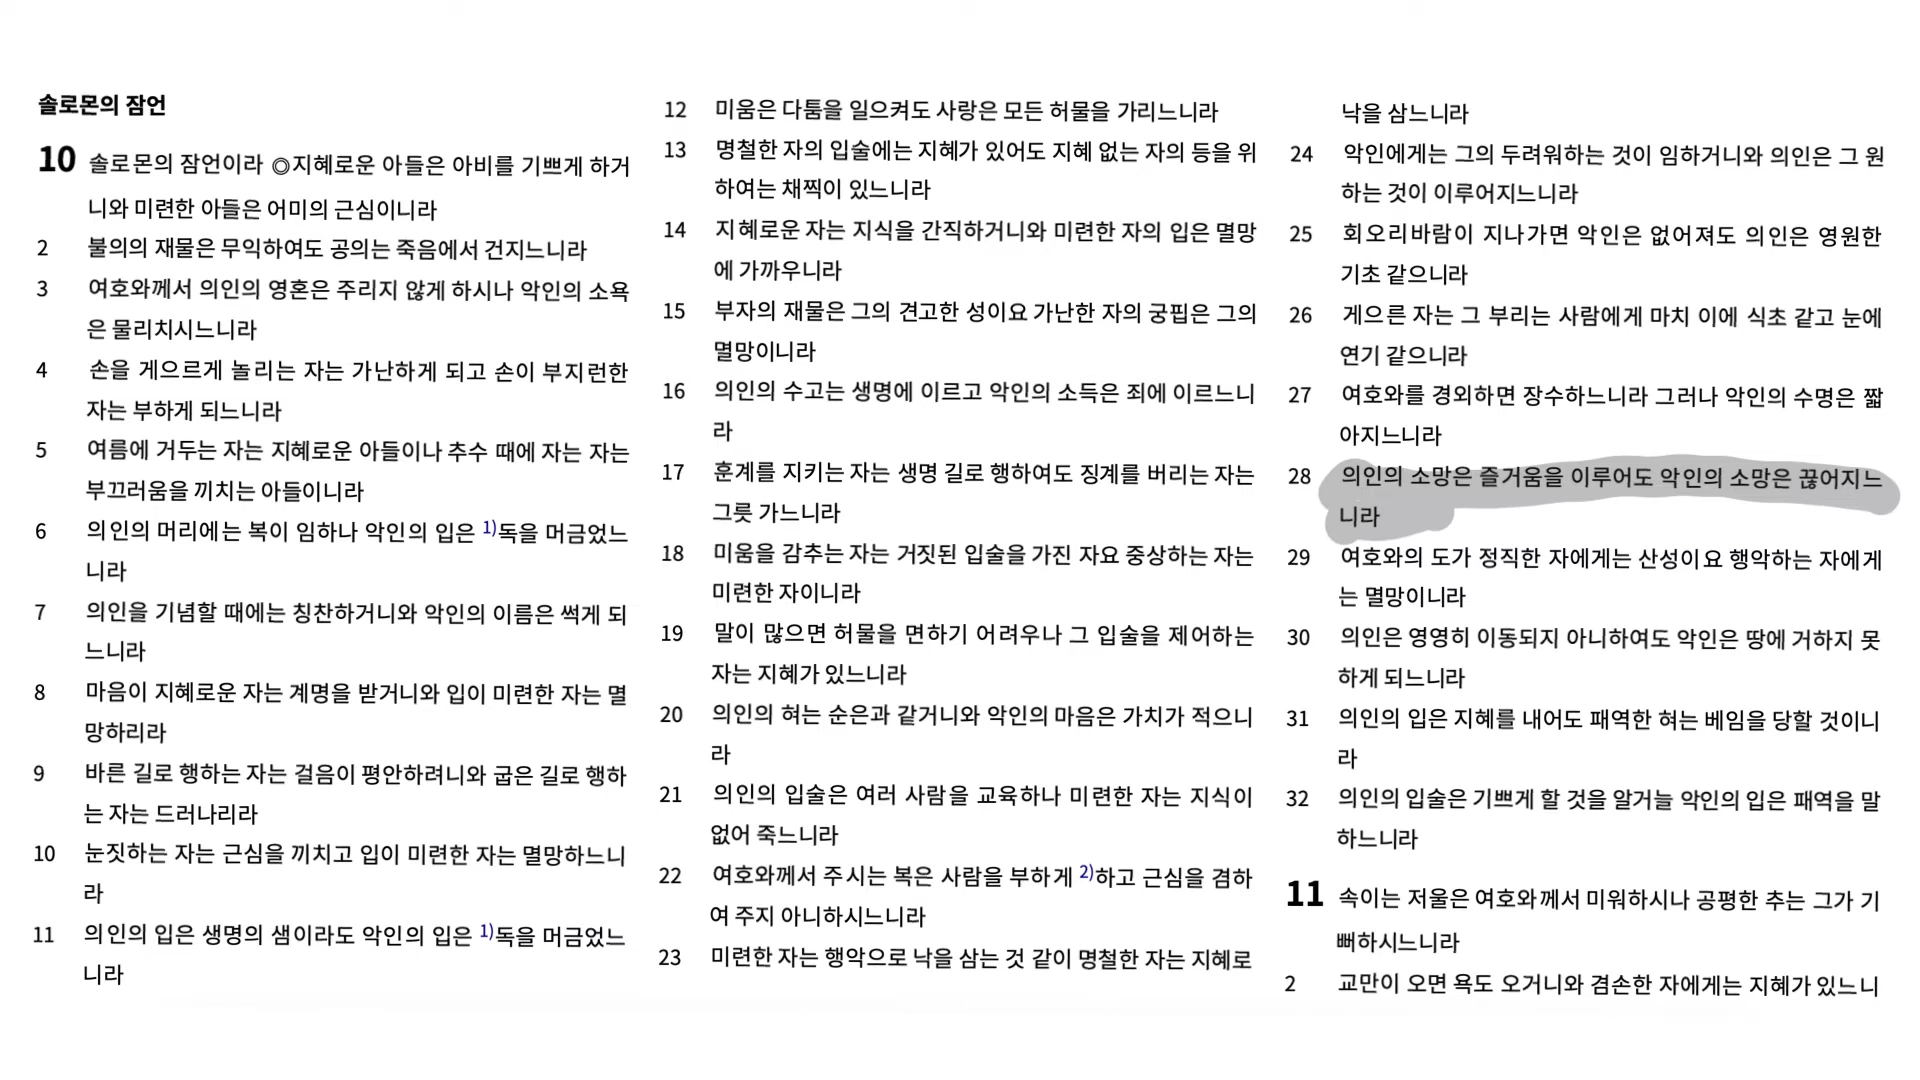 솔로몬의 잠언
10 솔로몬의 잠언이라 ◎지혜로운 아들은 아비를 기쁘게 하거
니와 미련한 아들은 어미의 근심이니라
2 불의의 재물은 무익하여도 공의는 죽음에서 건지느니라
3 여호와께서 의인의 영혼은 주리지 않게 하시나 악인의 소욕
은 물리치시느니라
4 손을 게으르게 놀리는 자는 가난하게 되고 손이 부지런한
자는 부하게 되느니라
5 여름에 거두는 자는 지혜로운 아들이나 추수 때에 자는 자는
부끄러움을 끼치는 아들이니라
6 의인의 머리에는 복이 임하나 악인의 입은 1)독을 머금었느
니라
7 의인을 기념할 때에는 칭찬하거니와 악인의 이름은 썩게 되
느니라
8 마음이 지혜로운 자는 계명을 받거니와 입이 미련한 자는 멸
망하리라
9 바른 길로 행하는 자는 걸음이 평안하려니와 굽은 길로 행하
는 자는 드러나리라
10 눈짓하는 자는 근심을 끼치고 입이 미련한 자는 멸망하느니
라
11 의인의 입은 생명의 샘이라도 악인의 입은 1)독을 머금었느
니라
12 미움은 다툼을 일으켜도 사랑은 모든 허물을 가리느니라
13 명철한 자의 입술에는 지혜가 있어도 지혜 없는 자의 등을 위
하여는 채찍이 있느니라
14 지혜로운 자는 지식을 간직하거니와 미련한 자의 입은 멸망
에 가까우니라
15 부자의 재물은 그의 견고한 성이요 가난한 자의 궁핍은 그의
멸망이니라
16 의인의 수고는 생명에 이르고 악인의 소득은 죄에 이르느니
라
17 훈계를 지키는 자는 생명 길로 행하여도 징계를 버리는 자는
그릇 가느니라
18 미움을 감추는 자는 거짓된 입술을 가진 자요 중상하는 자는
미련한 자이니라
19 말이 많으면 허물을 면하기 어려우나 그 입술을 제어하는
자는 지혜가 있느니라
20 의인의 혀는 순은과 같거니와 악인의 마음은 가치가 적으니
라
21 의인의 입술은 여러 사람을 교육하나 미련한 자는 지식이
없어 죽느니라
22 여호와께서 주시는 복은 사람을 부하게 2)하고 근심을 겸하
여 주지 아니하시느니라
23 미련한 자는 행악으로 낙을 삼는 것 같이 명철한 자는 지혜로
낙을 삼느니라
24 악인에게는 그의 두려워하는 것이 임하거니와 의인은 그 원
하는 것이 이루어지느니라
25 회오리바람이 지나가면 악인은 없어져도 의인은 영원한
기초 같으니라
26 게으른 자는 그 부리는 사람에게 마치 이에 식초 같고 눈에
연기 같으니라
27 여호와를 경외하면 장수하느니라 그러나 악인의 수명은 짧
아지느니라
28 의인의 소망은 즐거움을 이루어도 악인의 소망은 끊어지느
니라
29 여호와의 도가 정직한 자에게는 산성이요 행악하는 자에게
는 멸망이니라
30 의인은 영영히 이동되지 아니하여도 악인은 땅에 거하지 못
하게 되느니라
31 의인의 입은 지혜를 내어도 패역한 혀는 베임을 당할 것이니
라
32 의인의 입술은 기쁘게 할 것을 알거늘 악인의 입은 패역을 말
하느니라
11 속이는 저울은 여호와께서 미워하시나 공평한 추는 그가 기
뻐하시느니라
2 교만이 오면 욕도 오거니와 겸손한 자에게는 지혜가 있느니